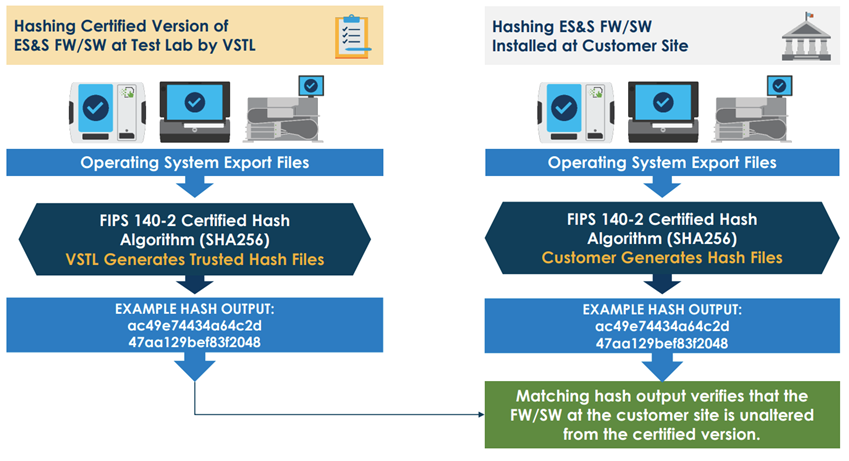 Hashing Certified Version of
ES&S FW/SW at Test Lab by VSTL
Operating System Export Files
FIPS 140-2 Certified Hash
Algorithm (SHA256)
VSTL Generates Trusted Hash Files
EXAMPLE HASH OUTPUT:
ac49e74434a64c2d
47aa129bef83f2048
Hashing ES&S FW/SW
Installed at Customer Site
Operating System Export Files
FIPS 140-2 Certified Hash
Algorithm (SHA256)
Customer Generates Hash Files
EXAMPLE HASH OUTPUT:
ac49e74434a64c2d
47aa129bef83f2048
Matching hash output verifies that the
FW/SW at the customer site is unaltered
from the certified version.